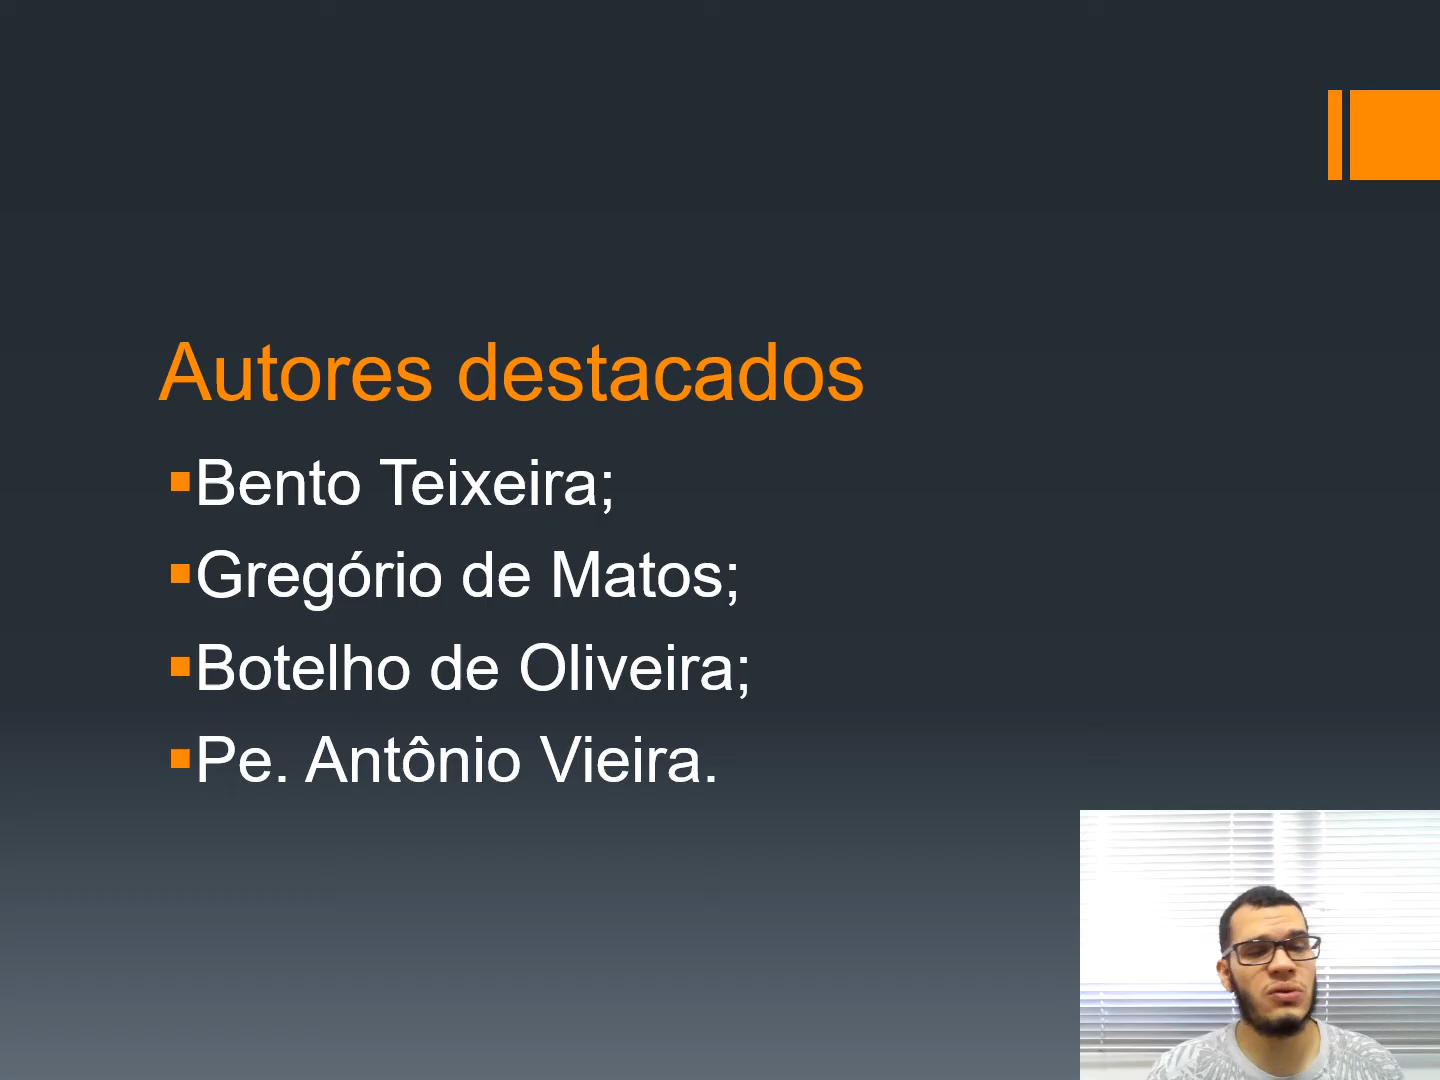 Autores destacados
Bento Teixeira;
Gregório de Matos;
Botelho de Oliveira;
Pe. Antônio Vieira.